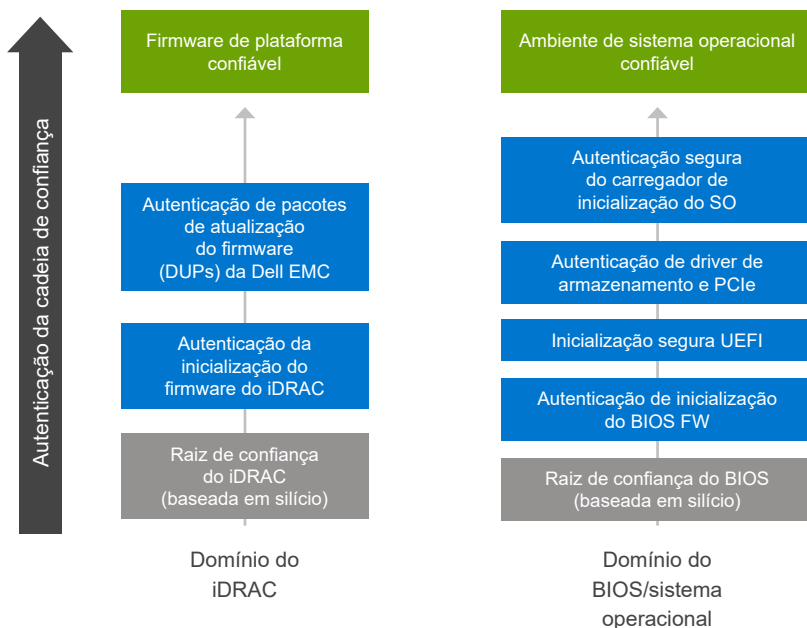 Autenticação da cadeia de confiança
Firmware de plataforma
confiável
Autenticação de pacotes
de atualização
do firmware
(DUPs) da Dell EMC
Autenticação da
inicialização do
firmware do iDRAC
Raiz de confiança
do iDRAC
(baseada em silício)
Domínio do
iDRAC
Ambiente de sistema operacional
confiável
Autenticação segura
do carregador de
inicialização do SO
Autenticação de driver de
armazenamento e PCIe
Inicialização segura UEFI
Autenticação de inicialização
do BIOS FW
Raiz de confiança do BIOS
(baseada em silício)
Domínio do
BIOS/sistema
operacional